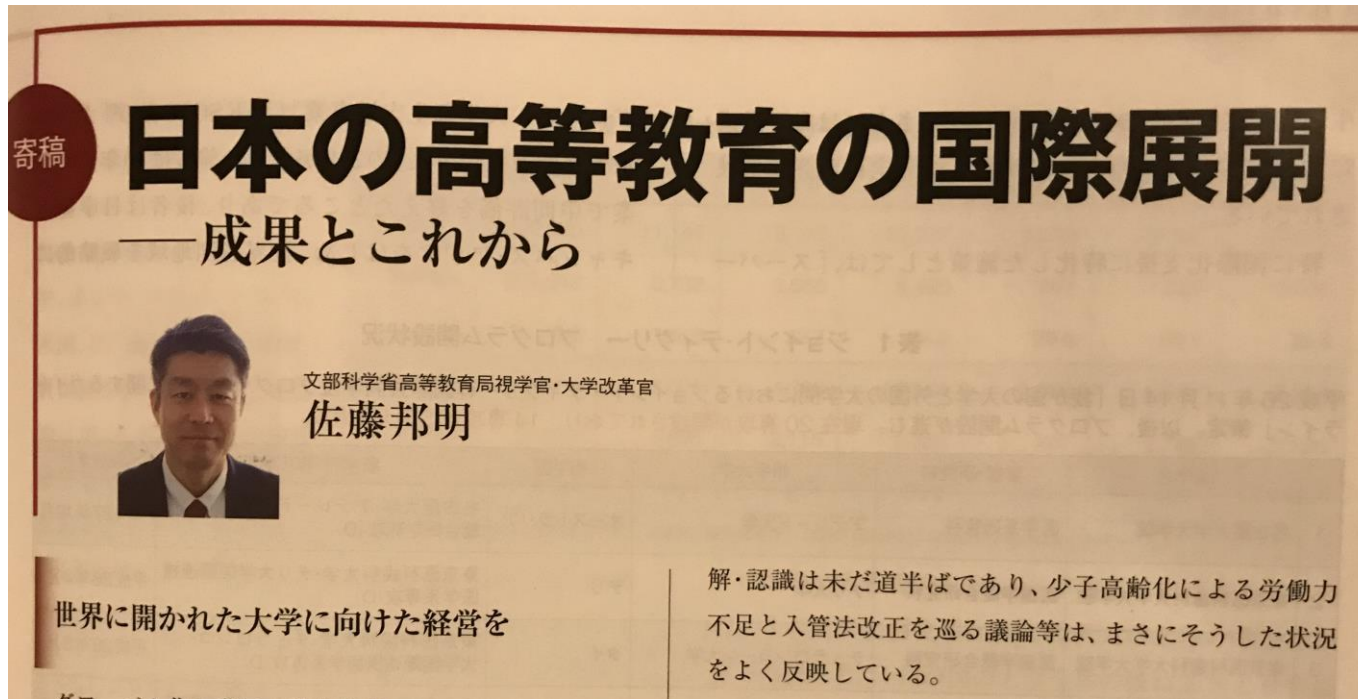 寄稿
日本の高等教育の国際展開
──成果とこれから
文部科学省高等教育局視学官・大学改革官
佐藤邦明
世界に開かれた大学に向けた経営を
解・認識は未だ道半ばであり、少子高齢化による労働力
不足と入管法改正を巡る議論等は、まさにそうした状況
をよく反映している。